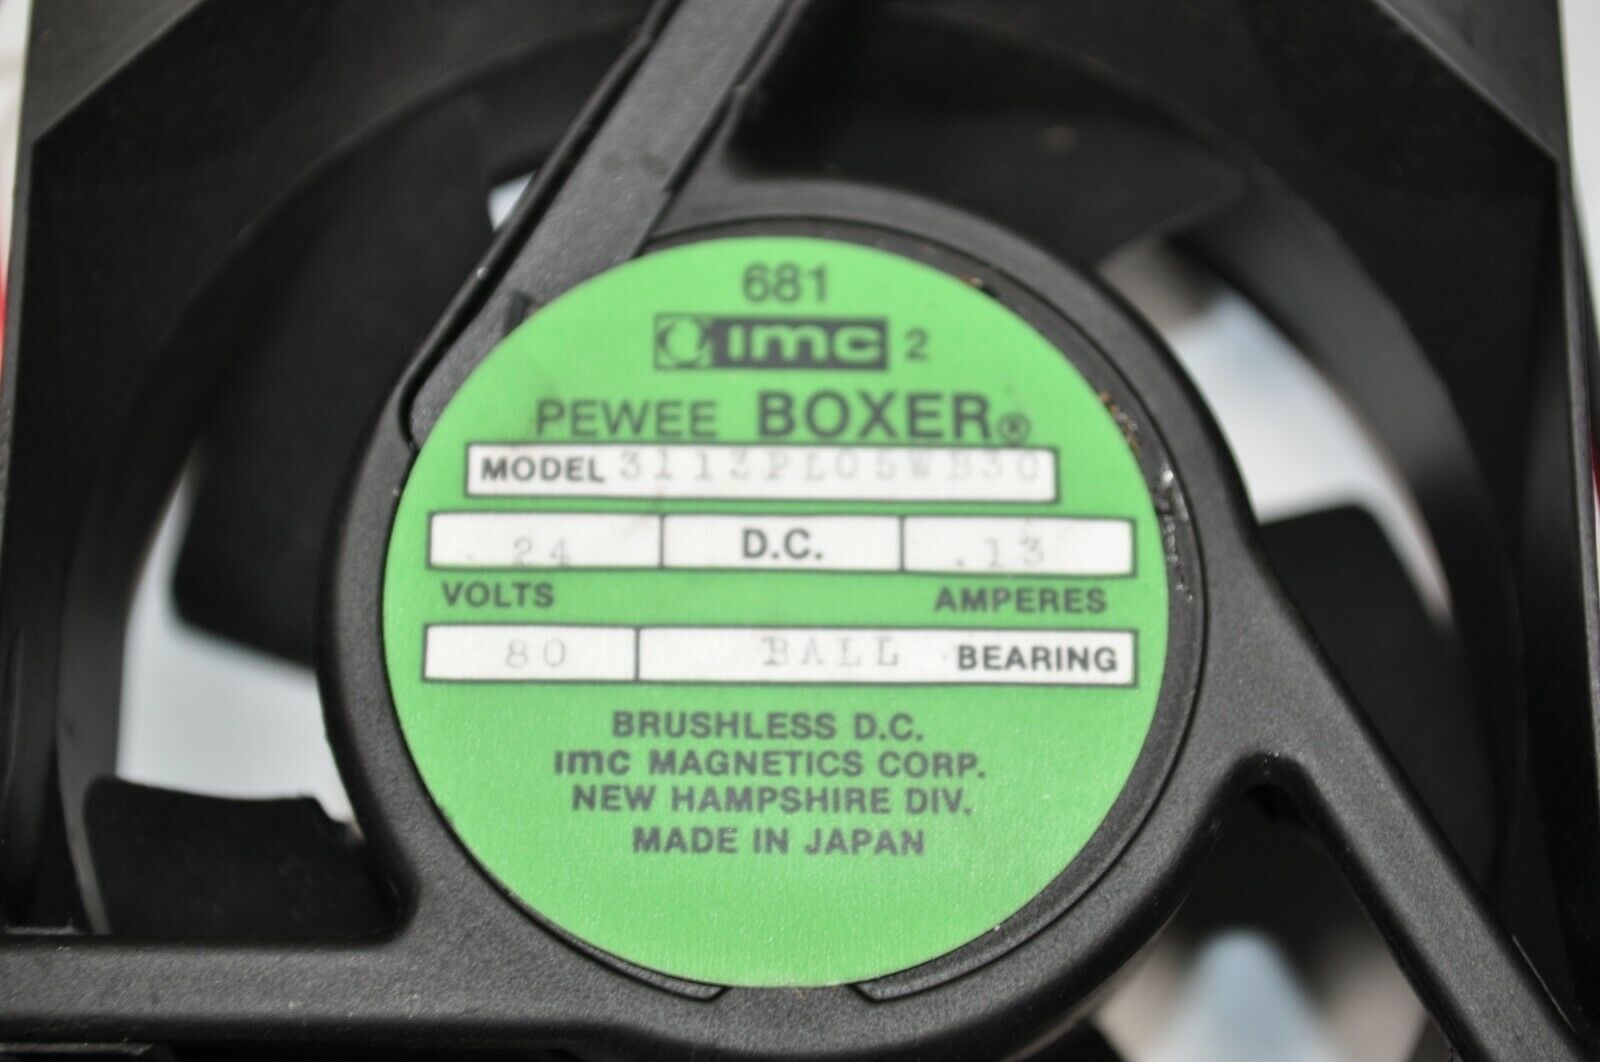 681
imc 2
PEWEE BOXER®
MODEL 3113PL05WB30
24 D.C. .13
VOLTS AMPERES
80 BALL BEARING
BRUSHLESS D.C.
imc MAGNETICS CORP.
NEW HAMPSHIRE DIV.
MADE IN JAPAN